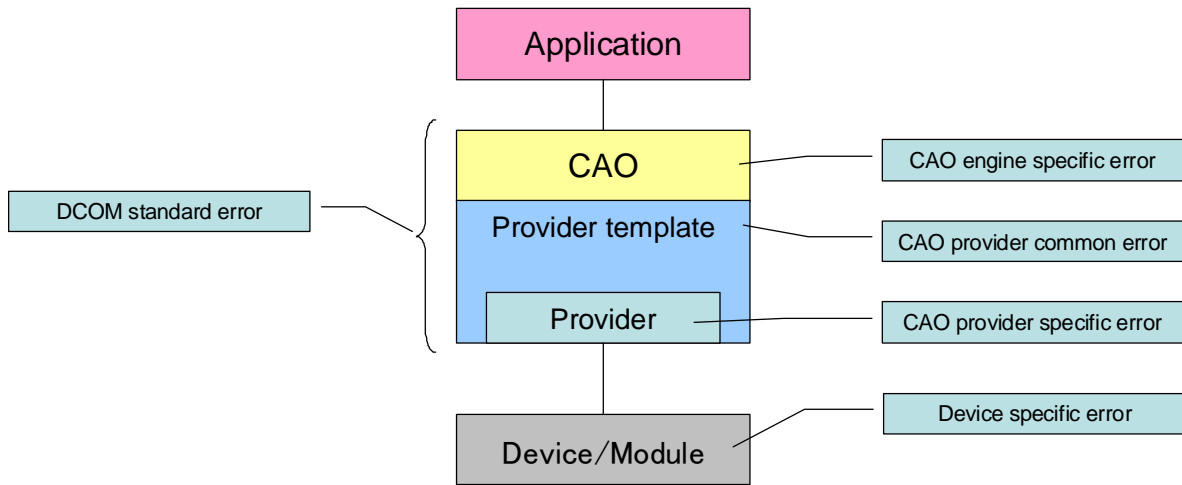 Application
CAO
CAO engine specific error
DCOM standard error
Provider template
CAO provider common error
Provider
CAO provider specific error
Device/Module
Device specific error